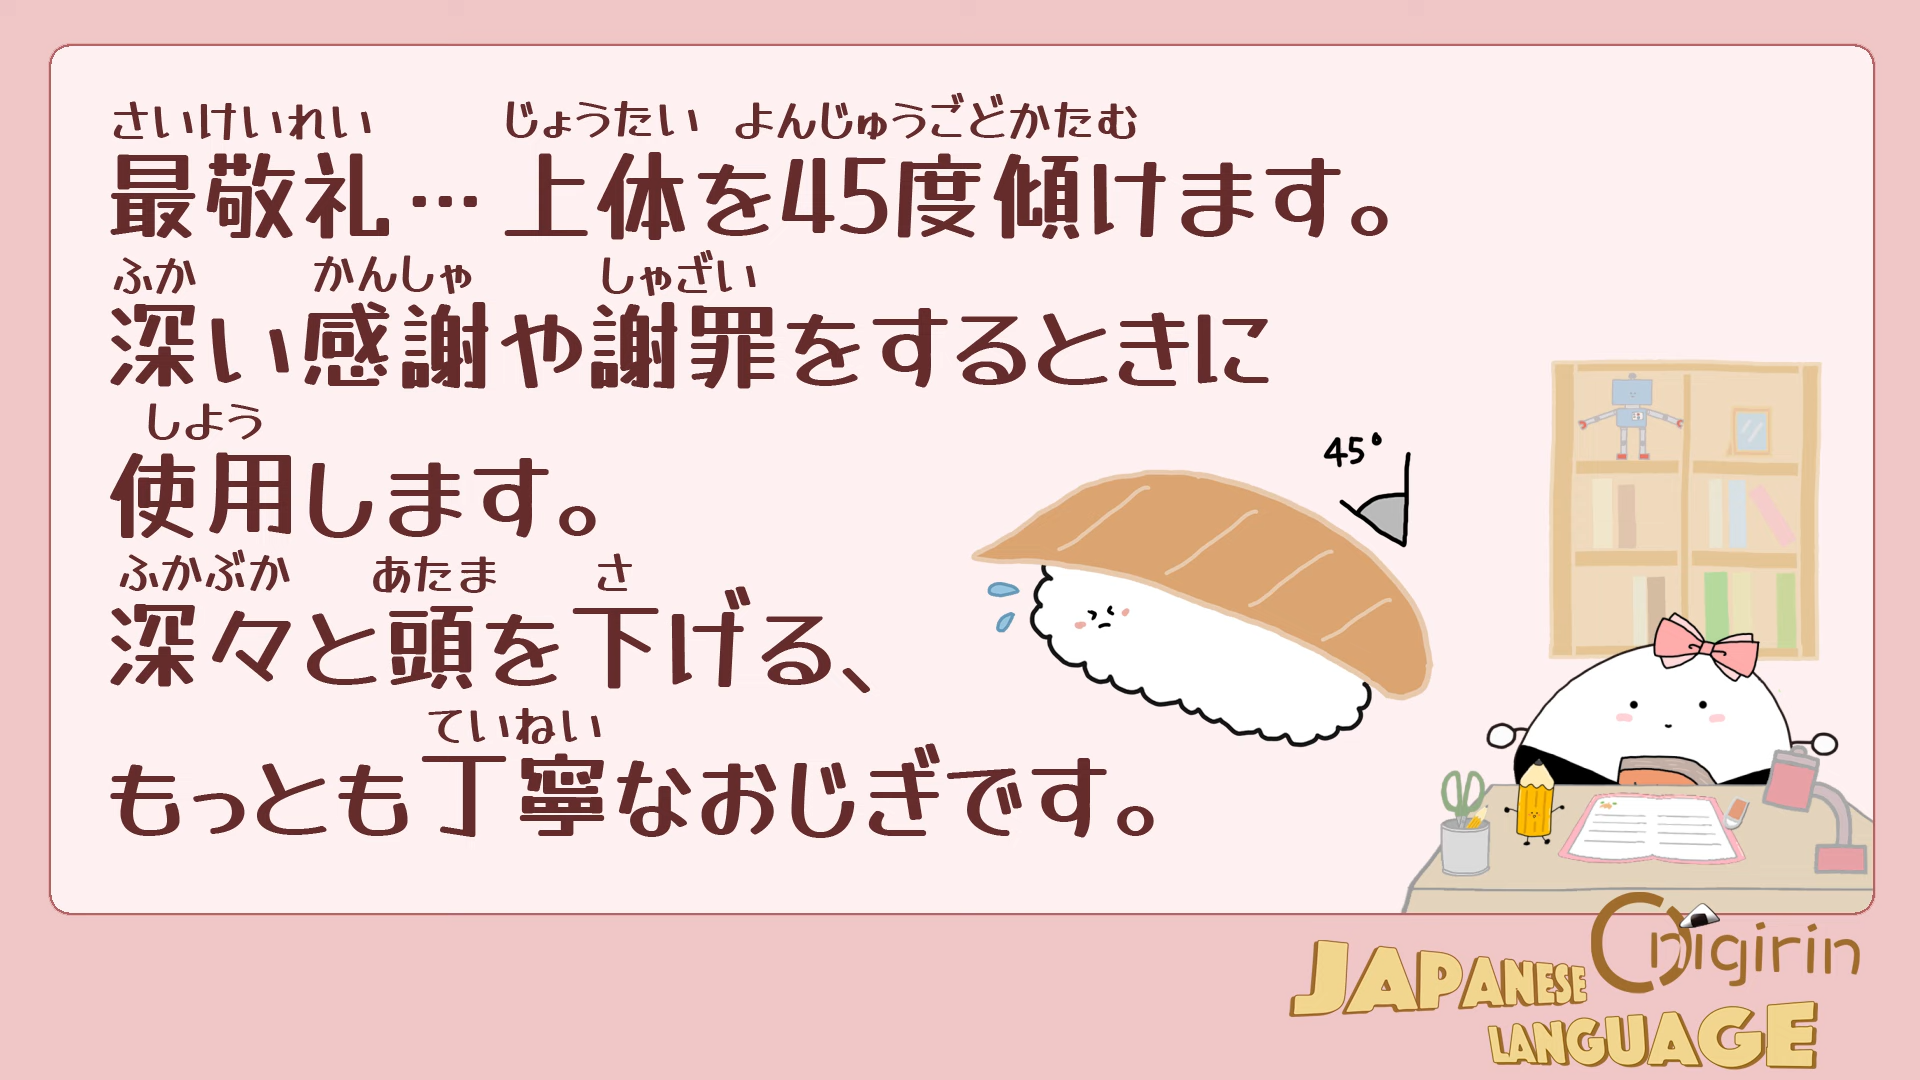 さいけいれい じょうたい よんじゅうごどかたむ
最敬礼…上体を45度傾けます。
ふか かんしゃ しゃざい
深い感謝や謝罪をするときに
しよう
使用します。
ふかぶか あたま さ
深々と頭を下げる、
ていねい
もっとも丁寧なおじぎです。
45°
Onigirin
JAPANESE
LANGUAGE